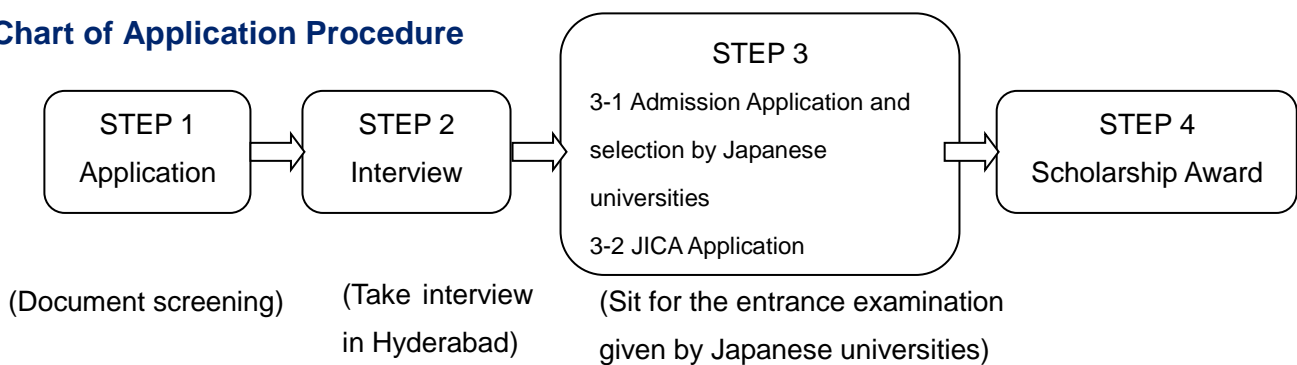 Chart of Application Procedure
STEP 1
Application
STEP 2
Interview
STEP 3
3-1 Admission Application and
selection by Japanese
universities
3-2 JICA Application
STEP 4
Scholarship Award
(Document screening)
(Take interview
in Hyderabad)
(Sit for the entrance examination
given by Japanese universities)